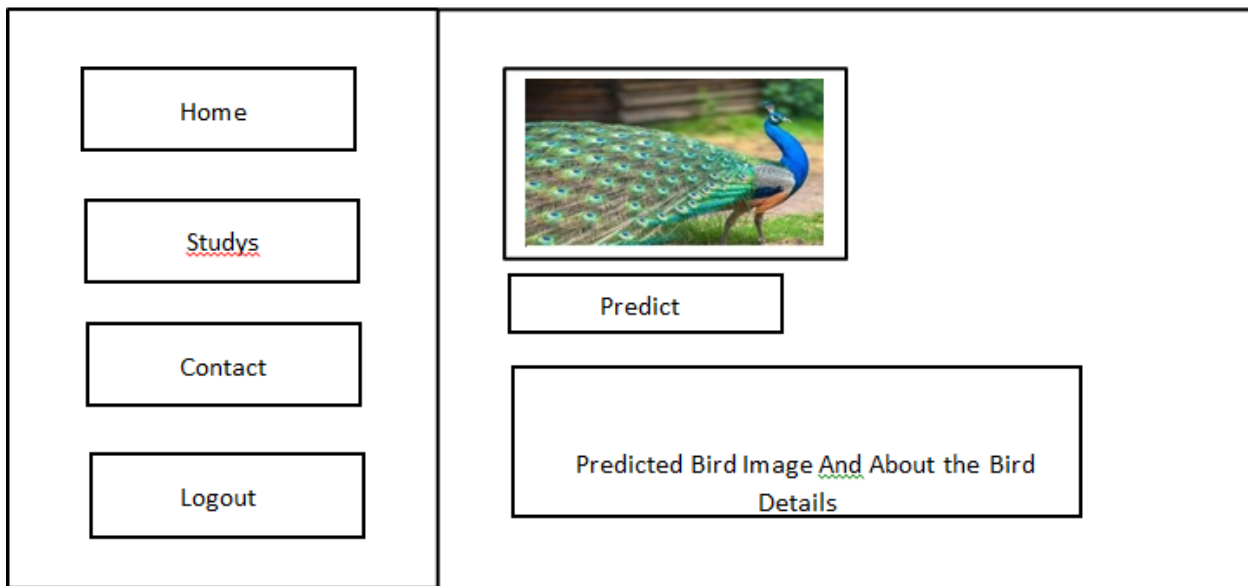 Home
Studys
Contact
Logout
Predict
Predicted Bird Image And About the Bird
Details